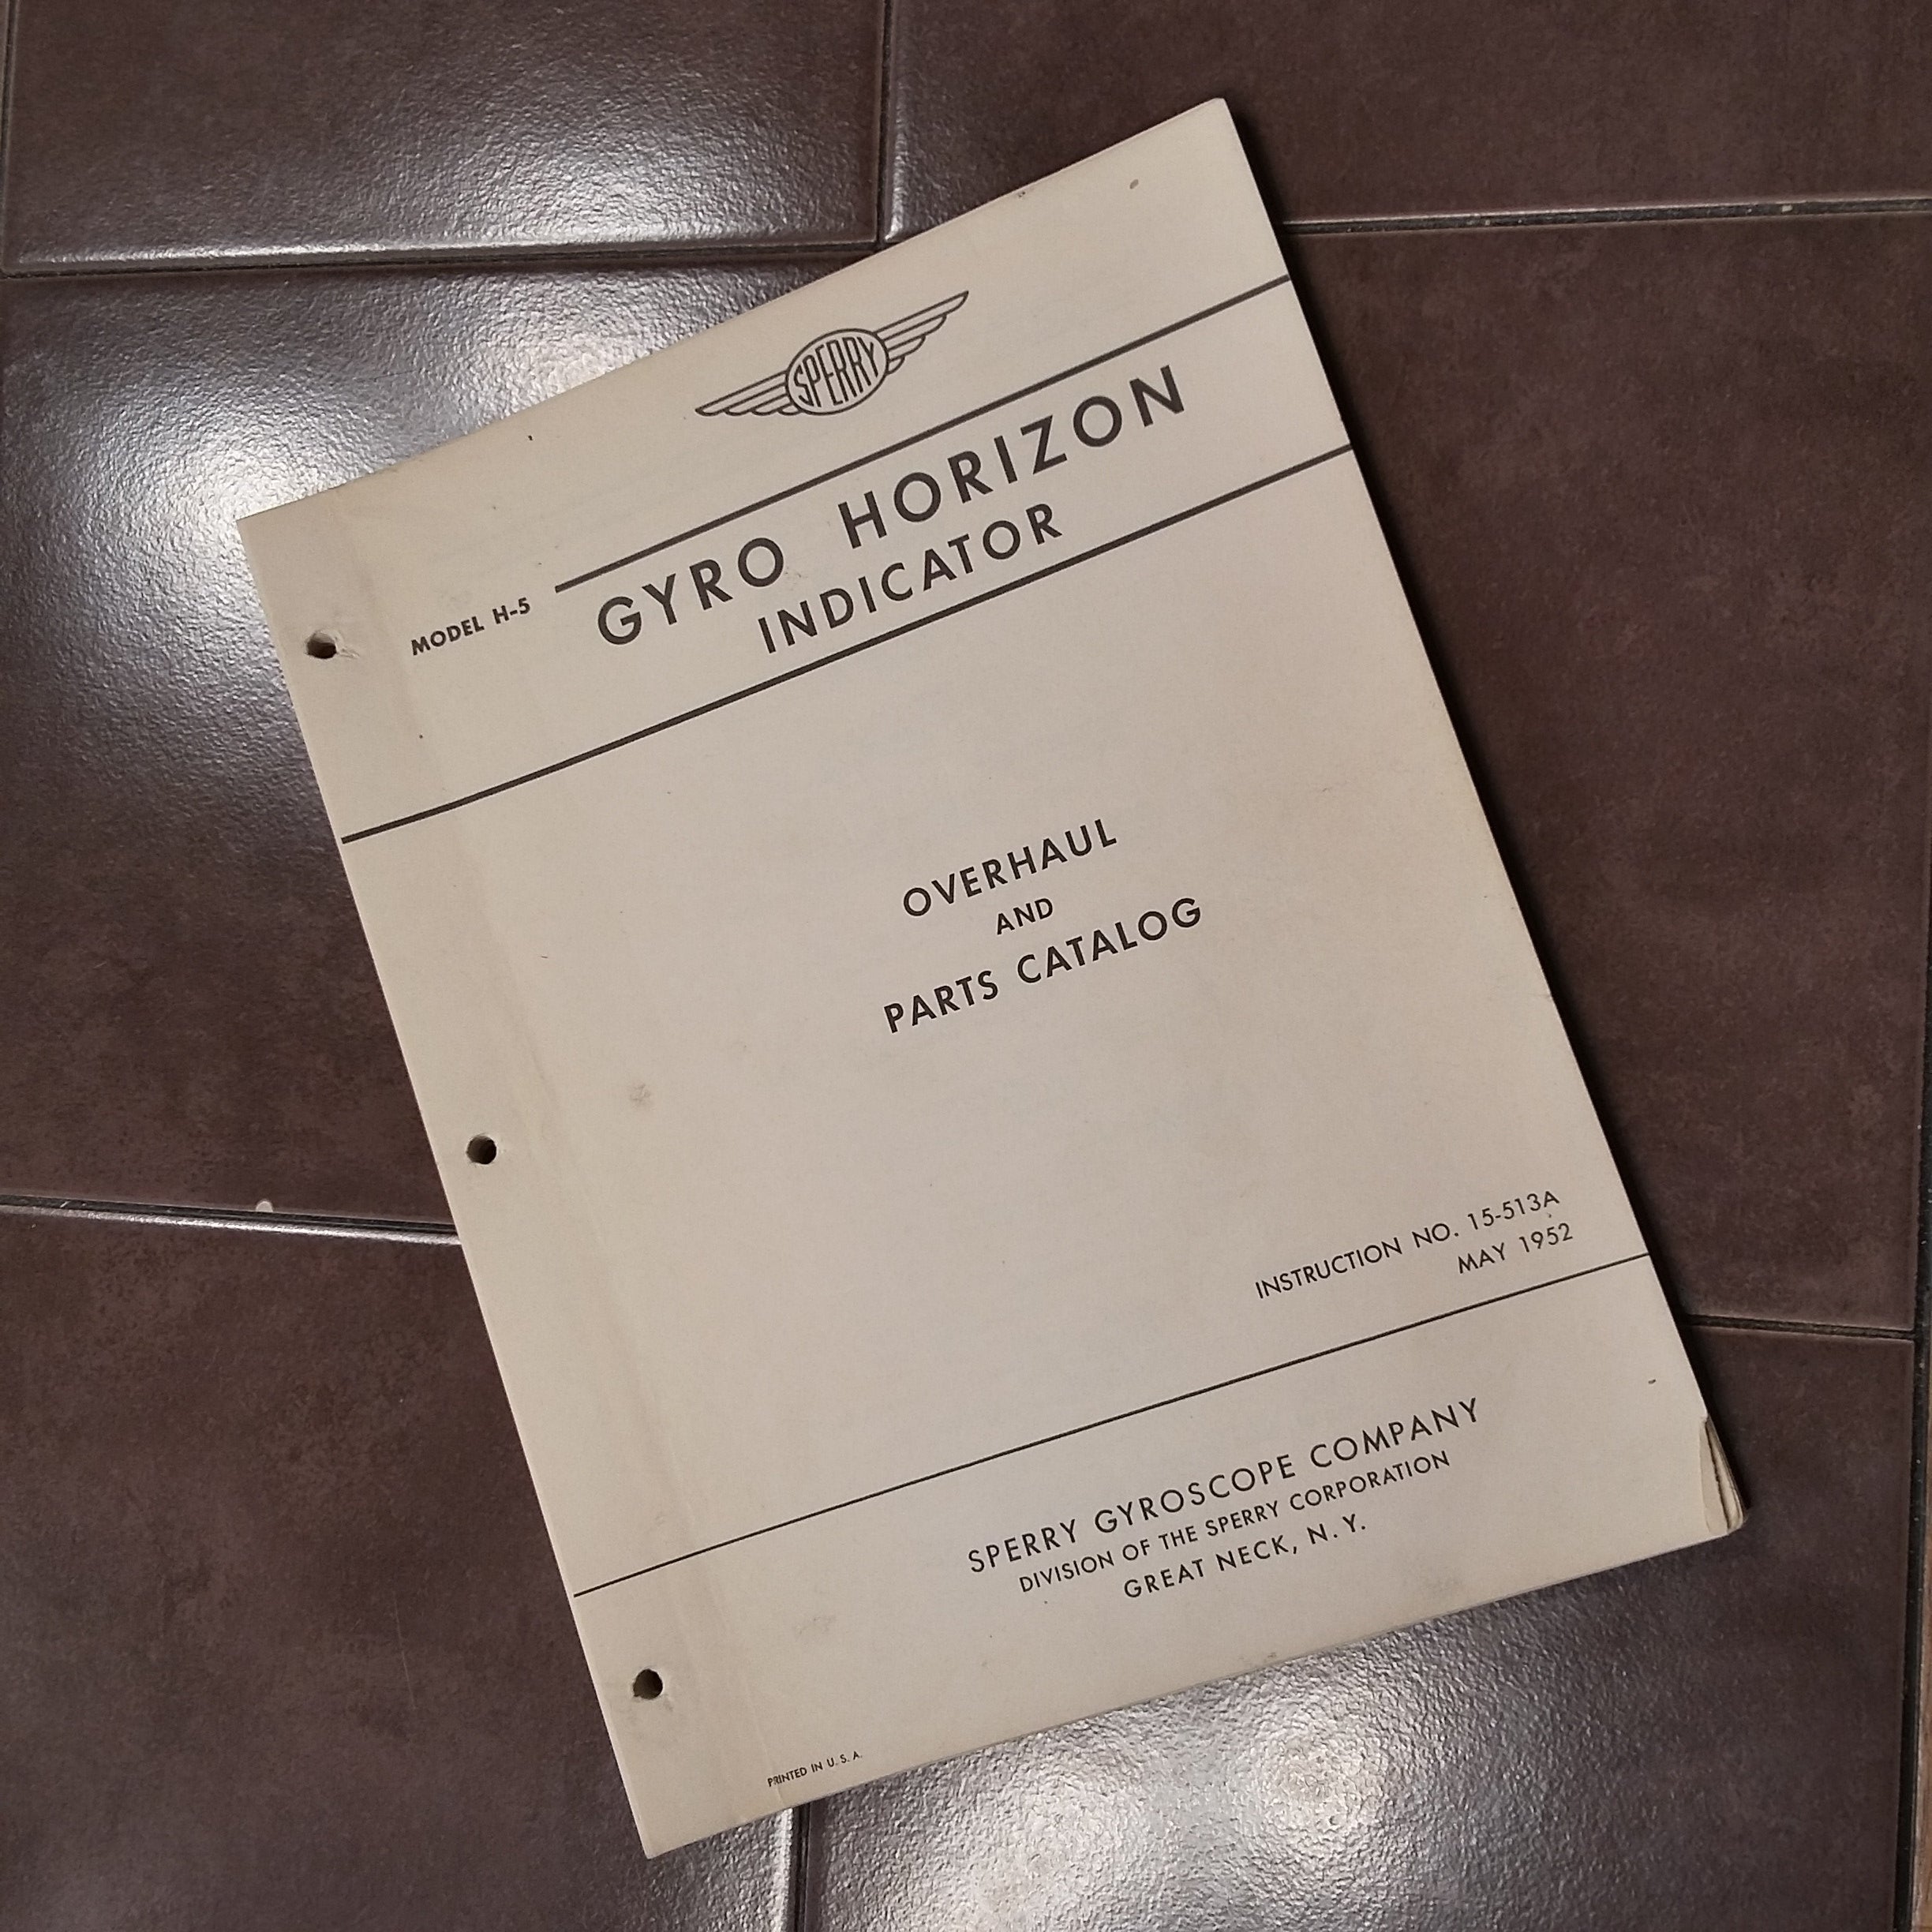 SPERRY
MODEL H-5
GYRO HORIZON
INDICATOR
OVERHAUL
AND
PARTS CATALOG
INSTRUCTION NO. 15-513A
MAY 1952
SPERRY GYROSCOPE COMPANY
DIVISION OF THE SPERRY CORPORATION
GREAT NECK, N. Y.
PRINTED IN U. S. A.